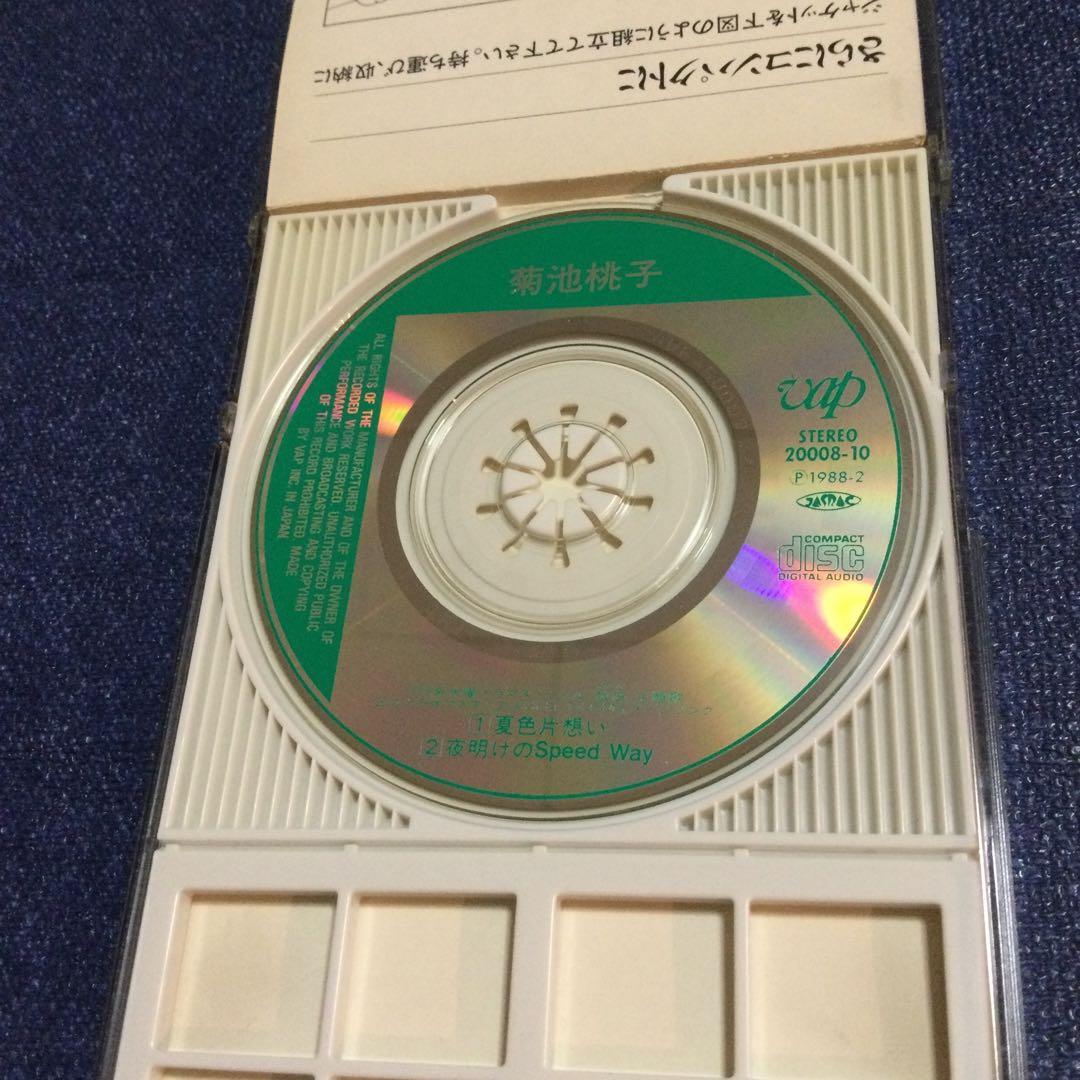 さらにコンパクトに
ジャケットを下図のように組立てて下さい。持ち運び、収納に
菊池桃子
vap
STEREO
20008-10
Ⓟ1988-2
JASRAC
COMPACT
disc
DIGITAL AUDIO
ALL RIGHTS OF THE MANUFACTURER AND OF THE OWNER OF
THE RECORDED WORK RESERVED. UNAUTHORIZED PUBLIC
PERFORMANCE AND BROADCASTING AND COPYING
OF THIS RECORD PROHIBITED. MADE
BY VAP INC. IN JAPAN
1 夏色片想い
2 夜明けのSpeed Way